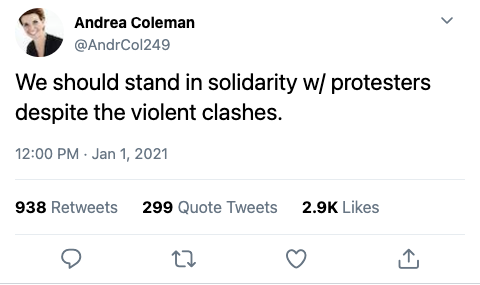 Andrea Coleman
@AndrCol249
We should stand in solidarity w/ protesters
despite the violent clashes.
12:00 PM · Jan 1, 2021
938 Retweets 299 Quote Tweets 2.9K Likes